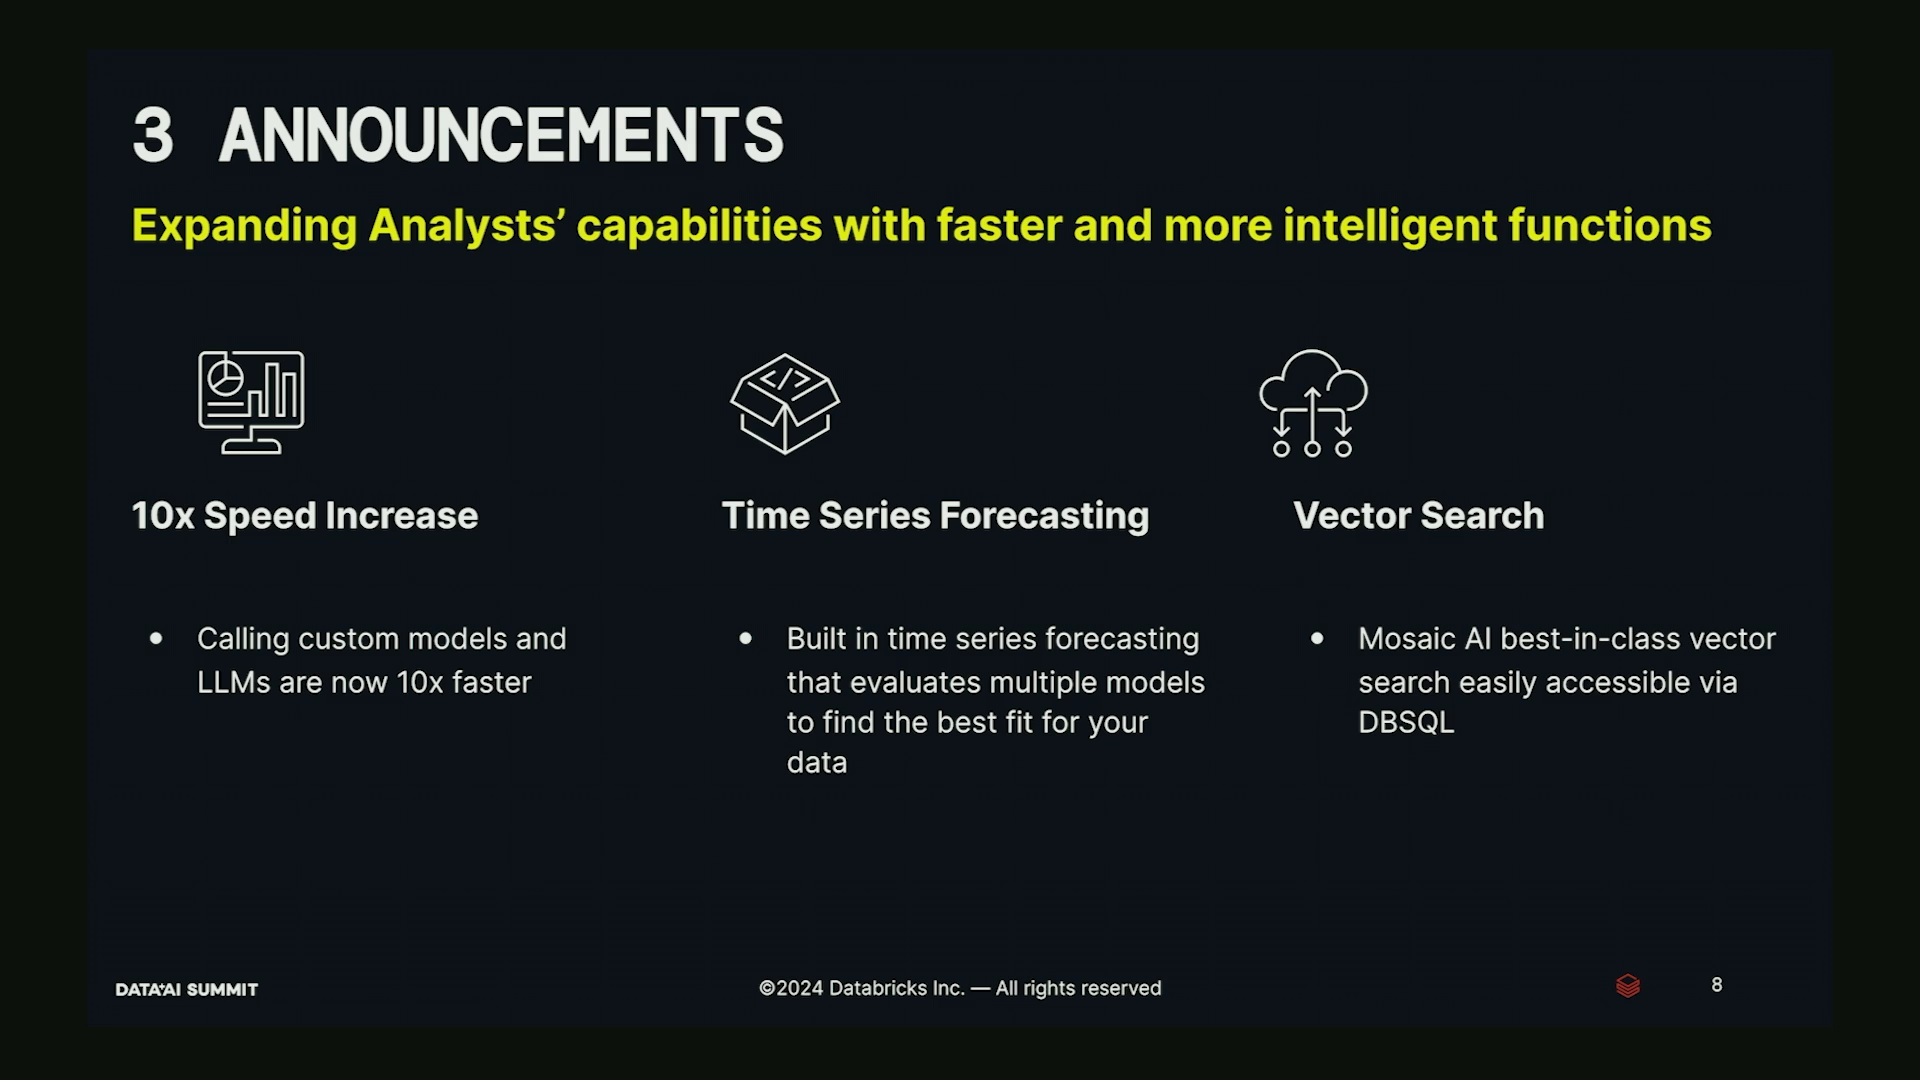 3 ANNOUNCEMENTS
Expanding Analysts’ capabilities with faster and more intelligent functions
10x Speed Increase
• Calling custom models and
LLMs are now 10x faster
Time Series Forecasting
• Built in time series forecasting
that evaluates multiple models
to find the best fit for your
data
Vector Search
• Mosaic AI best-in-class vector
search easily accessible via
DBSQL
DATA+AI SUMMIT
©2024 Databricks Inc. — All rights reserved
8